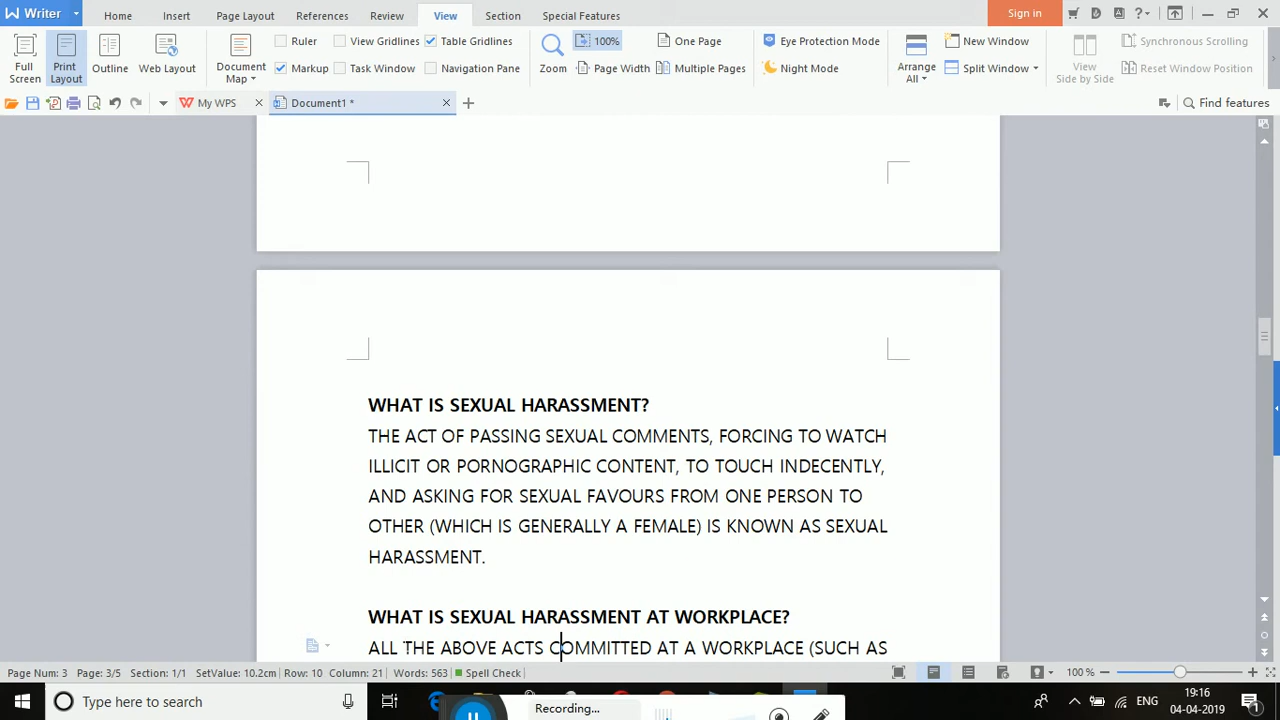 Writer
Home Insert Page Layout References Review View Section Special Features
Sign in
Ruler View Gridlines Table Gridlines 100% One Page Eye Protection Mode New Window Synchronous Scrolling
Full Screen Print Layout Outline Web Layout Document Map Markup Task Window Navigation Pane Zoom Page Width Multiple Pages Night Mode Arrange All Split Window View Side by Side Reset Window Position
My WPS Document1 * Find features
WHAT IS SEXUAL HARASSMENT?
THE ACT OF PASSING SEXUAL COMMENTS, FORCING TO WATCH
ILLICIT OR PORNOGRAPHIC CONTENT, TO TOUCH INDECENTLY,
AND ASKING FOR SEXUAL FAVOURS FROM ONE PERSON TO
OTHER (WHICH IS GENERALLY A FEMALE) IS KNOWN AS SEXUAL
HARASSMENT.
WHAT IS SEXUAL HARASSMENT AT WORKPLACE?
ALL THE ABOVE ACTS COMMITTED AT A WORKPLACE (SUCH AS
Page Num: 3 Page: 3/5 Section: 1/1 SetValue: 10.2cm Row: 10 Column: 21 Words: 563 Spell Check 100 %
Type here to search
Recording...
ENG
19:16
04-04-2019